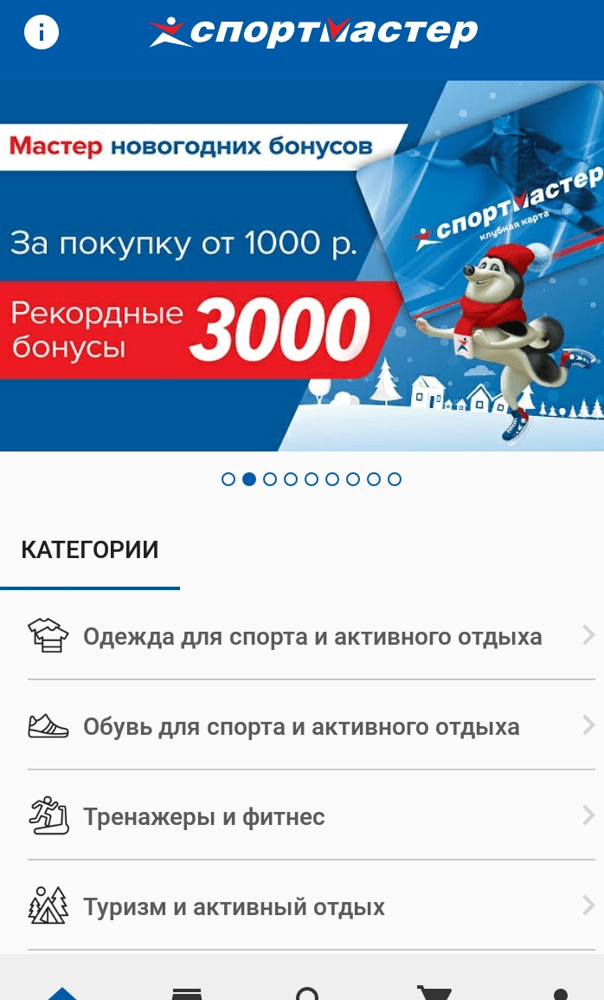 спортмастер
Мастер новогодних бонусов
спортмастер
клубная карта
За покупку от 1000 р.
Рекордные
бонусы
3000
КАТЕГОРИИ
Одежда для спорта и активного отдыха
Обувь для спорта и активного отдыха
Тренажеры и фитнес
Туризм и активный отдых